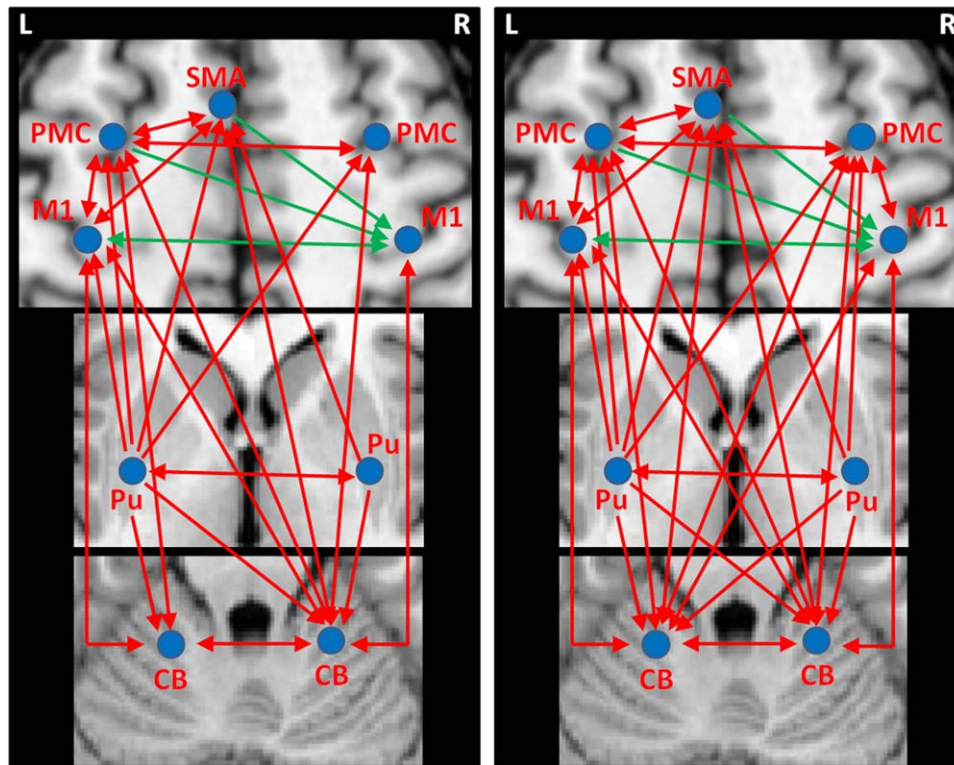 L R
SMA
PMC PMC
M1 M1
Pu Pu
CB CB
L R
SMA
PMC PMC
M1 M1
Pu Pu
CB CB